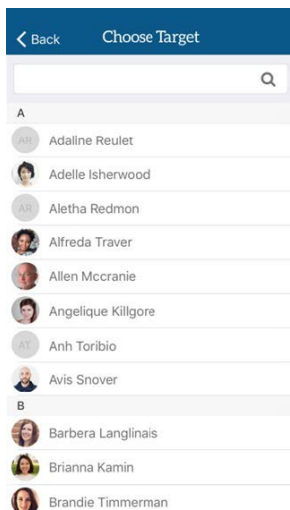 Back Choose Target
A
AR Adaline Reulet
Adelle Isherwood
AR Aletha Redmon
Alfreda Traver
Allen Mccranie
Angelique Killgore
AT Anh Toribio
Avis Snover
B
Barbera Langlinais
Brianna Kamin
Brandie Timmerman